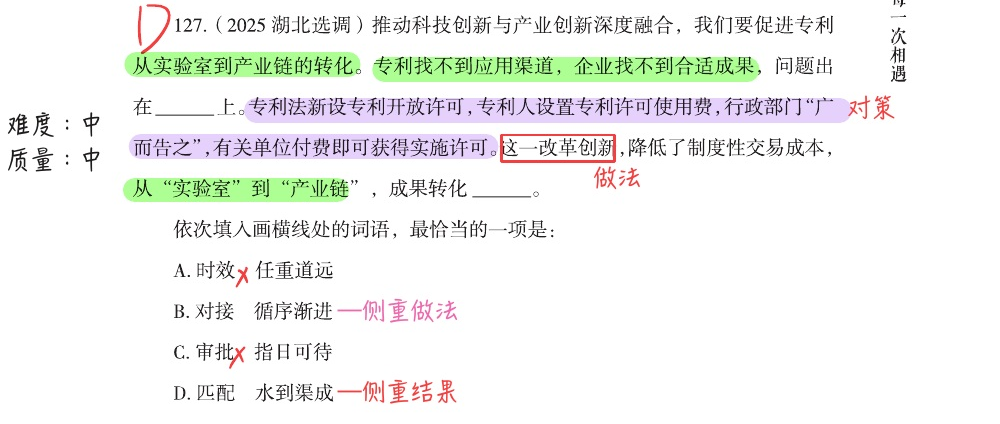 D 127.（2025 湖北选调）推动科技创新与产业创新深度融合，我们要促进专利
从实验室到产业链的转化。专利找不到应用渠道，企业找不到合适成果，问题出
在______上。专利法新设专利开放许可，专利人设置专利许可使用费，行政部门“广 对策
而告之”，有关单位付费即可获得实施许可。这一改革创新，降低了制度性交易成本，
做法
从“实验室”到“产业链”，成果转化______。
难度：中
质量：中
依次填入画横线处的词语，最恰当的一项是：
A. 时效 × 任重道远
B. 对接 循序渐进 —侧重做法
C. 审批 × 指日可待
D. 匹配 水到渠成 —侧重结果
一次相遇